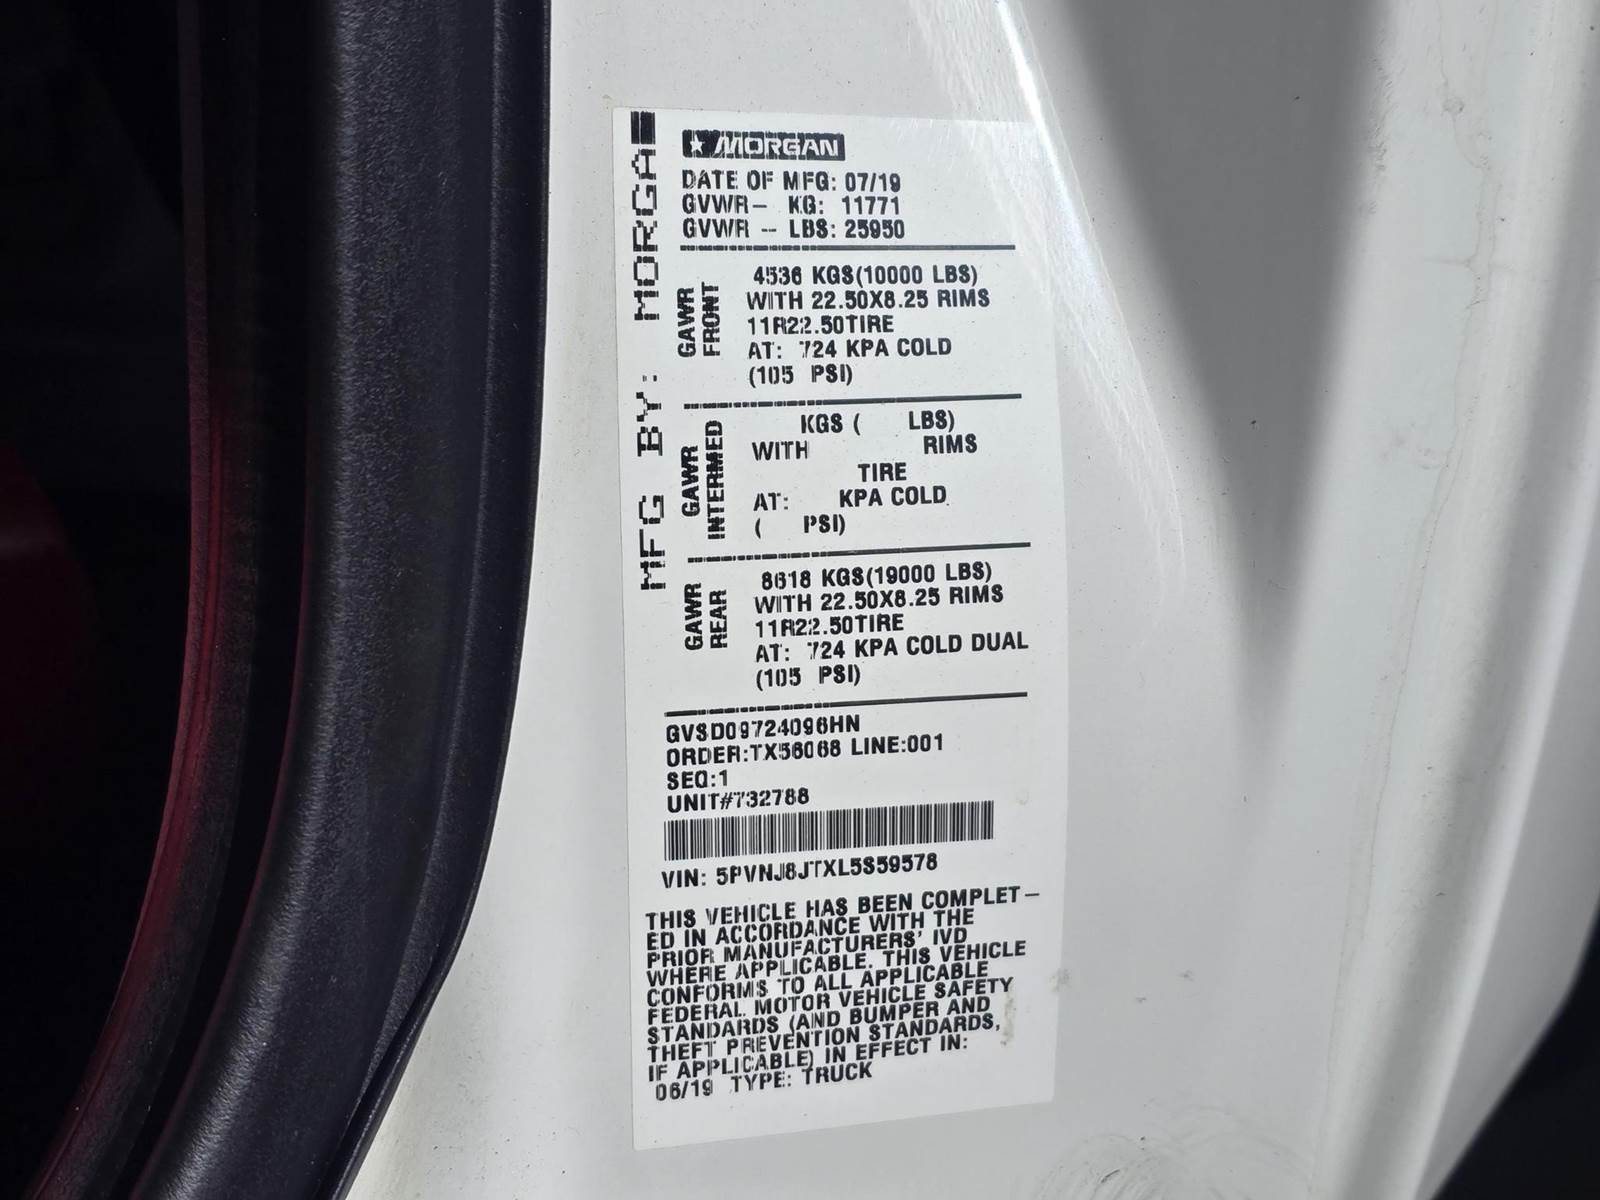 MFG BY: MORGA
MORGAN
DATE OF MFG: 07/19
GVWR- KG: 11771
GVWR -- LBS: 25950
GAWR FRONT
4536 KGS(10000 LBS)
WITH 22.50X8.25 RIMS
11R22.50TIRE
AT: 724 KPA COLD
(105 PSI)
GAWR INTERMED
KGS ( LBS)
WITH RIMS
TIRE
AT: KPA COLD
( PSI)
GAWR REAR
8618 KGS(19000 LBS)
WITH 22.50X8.25 RIMS
11R22.50TIRE
AT: 724 KPA COLD DUAL
(105 PSI)
GVSD09724096HN
ORDER:TX56068 LINE:001
SEQ:1
UNIT#732788
VIN: 5PVNJ8JTXL5S59578
THIS VEHICLE HAS BEEN COMPLET-
ED IN ACCORDANCE WITH THE
PRIOR MANUFACTURERS' IVD
WHERE APPLICABLE. THIS VEHICLE
CONFORMS TO ALL APPLICABLE
FEDERAL MOTOR VEHICLE SAFETY
STANDARDS (AND BUMPER AND
THEFT PREVENTION STANDARDS,
IF APPLICABLE) IN EFFECT IN:
06/19 TYPE: TRUCK